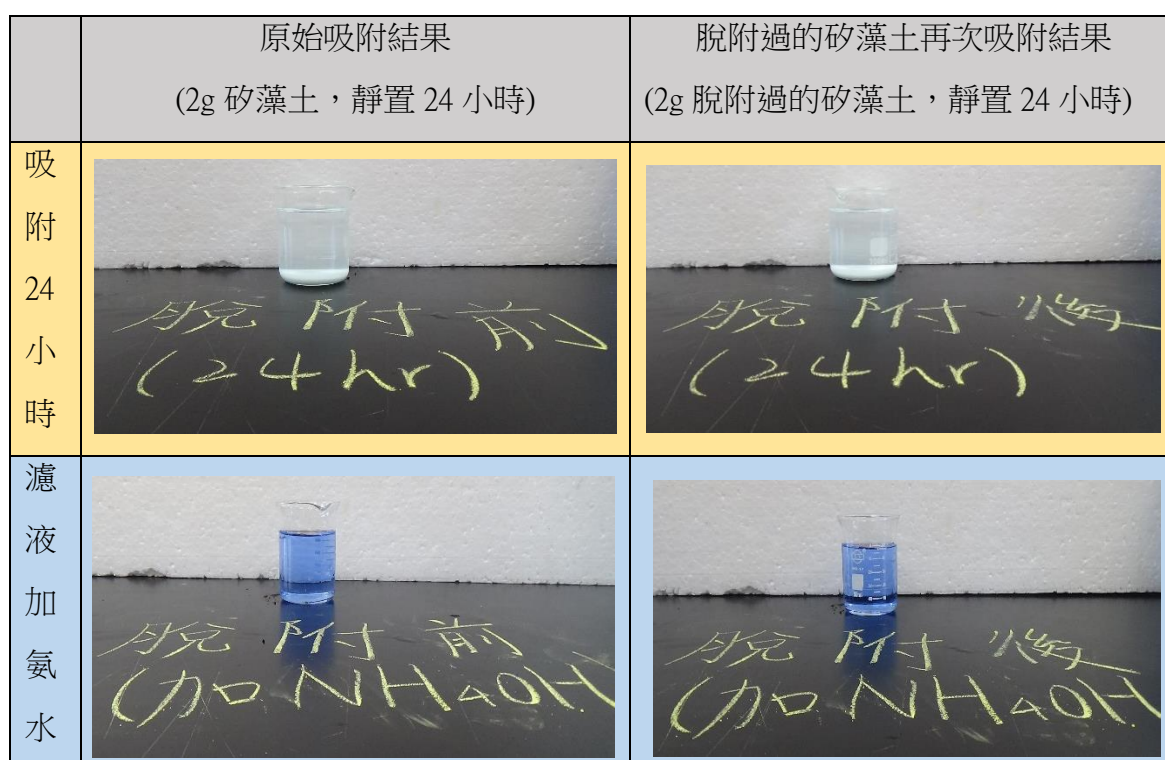 原始吸附結果
(2g 矽藻土，靜置 24 小時)
脫附過的矽藻土再次吸附結果
(2g 脫附過的矽藻土，靜置 24 小時)
吸附24小時
脫附前
(24hr)
脫附後
(24hr)
濾液加氨水
脫附前
(加NH4OH
脫附後
(加NH4OH